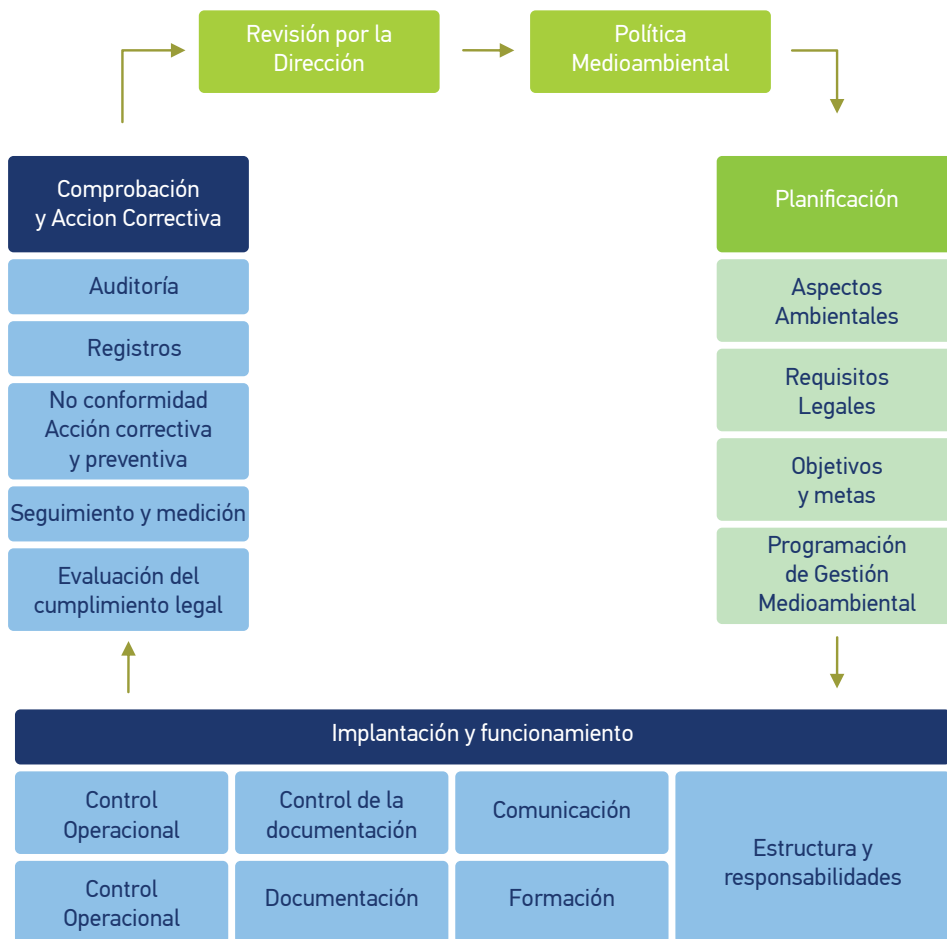 Revisión por la
Dirección
Política
Medioambiental
Comprobación
y Accion Correctiva
Auditoría
Registros
No conformidad
Acción correctiva
y preventiva
Seguimiento y medición
Evaluación del
cumplimiento legal
Planificación
Aspectos
Ambientales
Requisitos
Legales
Objetivos
y metas
Programación
de Gestión
Medioambiental
Implantación y funcionamiento
Control
Operacional
Control de la
documentación
Comunicación
Estructura y
responsabilidades
Control
Operacional
Documentación
Formación